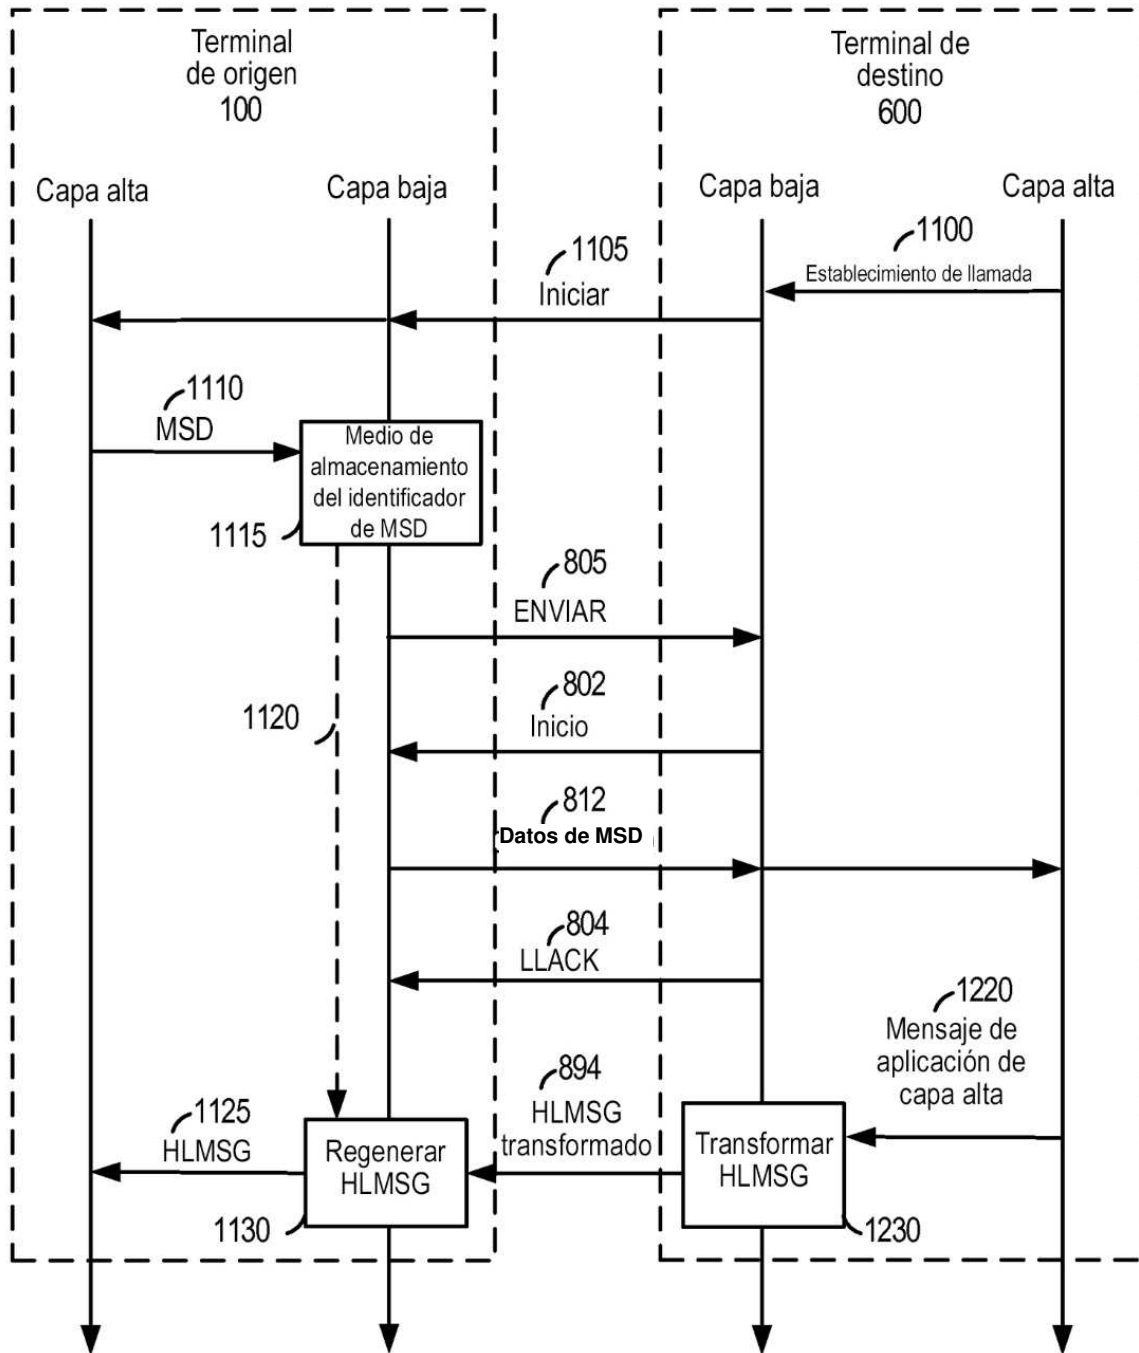 Terminal
de origen
100
Terminal de
destino
600
Capa alta
Capa baja
Capa baja
Capa alta
1100
Establecimiento de llamada
1105
Iniciar
1110
MSD
Medio de
almacenamiento
del identificador
de MSD
1115
805
ENVIAR
802
Inicio
1120
812
Datos de MSD
804
LLACK
1220
Mensaje de
aplicación de
capa alta
894
HLMSG
transformado
1125
HLMSG
Regenerar
HLMSG
Transformar
HLMSG
1130
1230